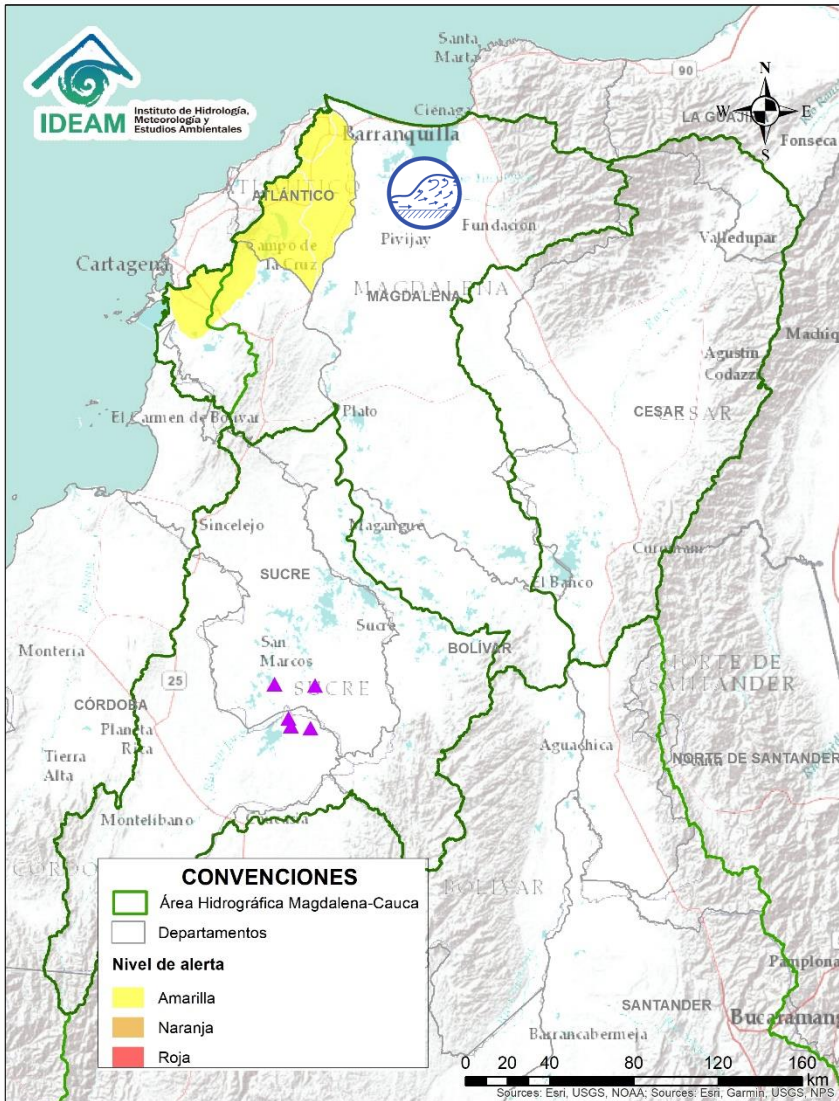 IDEAM
Instituto de Hidrología,
Meteorología y
Estudios Ambientales
Santa
Marta
90
N
W
E
S
LA GUAJI
Fonseca
Ciénaga
Barranquilla
ATLÁNTICO
Pivijay
Fundación
Valledupar
Cartagena
Campo de
la Cruz
MAGDALENA
MAGDALENA
Agustín
Codazzi
CESAR
CESAR
El Carmen de Bolívar
Plato
Sincelejo
Magangué
Curumaní
El Banco
SUCRE
Sucre
BOLÍVAR
Montería
San
Marcos
SUCRE
NORTE DE
SANTANDER
25
CÓRDOBA
Planeta
Rica
Tierra
Alta
Aguachica
NORTE DE SANTANDER
Montelíbano
BOLÍVAR
CONVENCIONES
Área Hidrográfica Magdalena-Cauca
Departamentos
Nivel de alerta
Amarilla
Naranja
Roja
Pamplona
SANTANDER
Bucaramang
Barrancabermeja
0 20 40 80 120 160
km
Sources: Esri, USGS, NOAA; Sources: Esri, Garmin, USGS, NPS